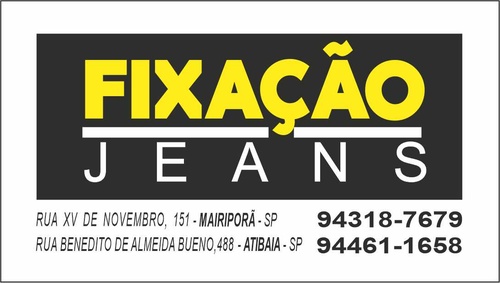 FIXAÇÃO
JEANS
RUA XV DE NOVEMBRO, 151 - MAIRIPORÃ - SP 94318-7679
RUA BENEDITO DE ALMEIDA BUENO,488 - ATIBAIA - SP 94461-1658